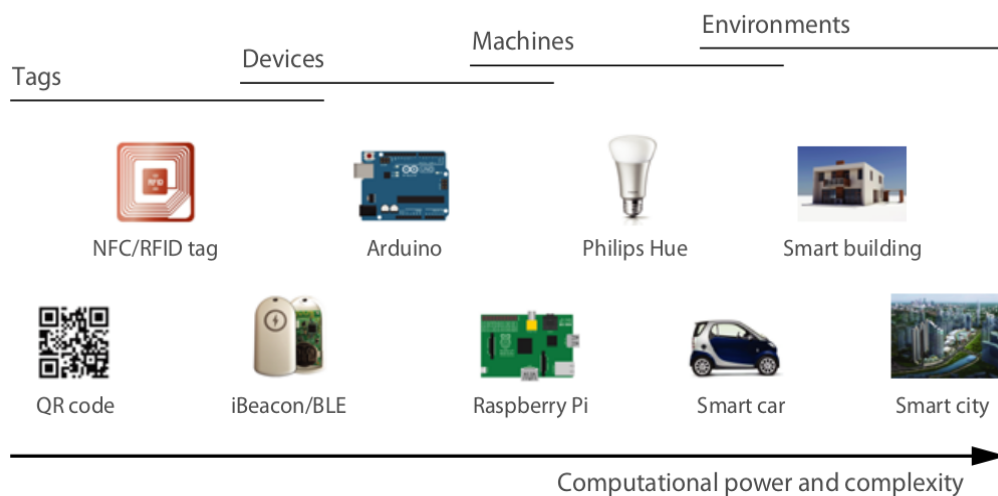 Tags
Devices
Machines
Environments
RFID
NFC/RFID tag
Arduino
Philips Hue
Smart building
QR code
iBeacon/BLE
Raspberry Pi
Smart car
Smart city
Computational power and complexity